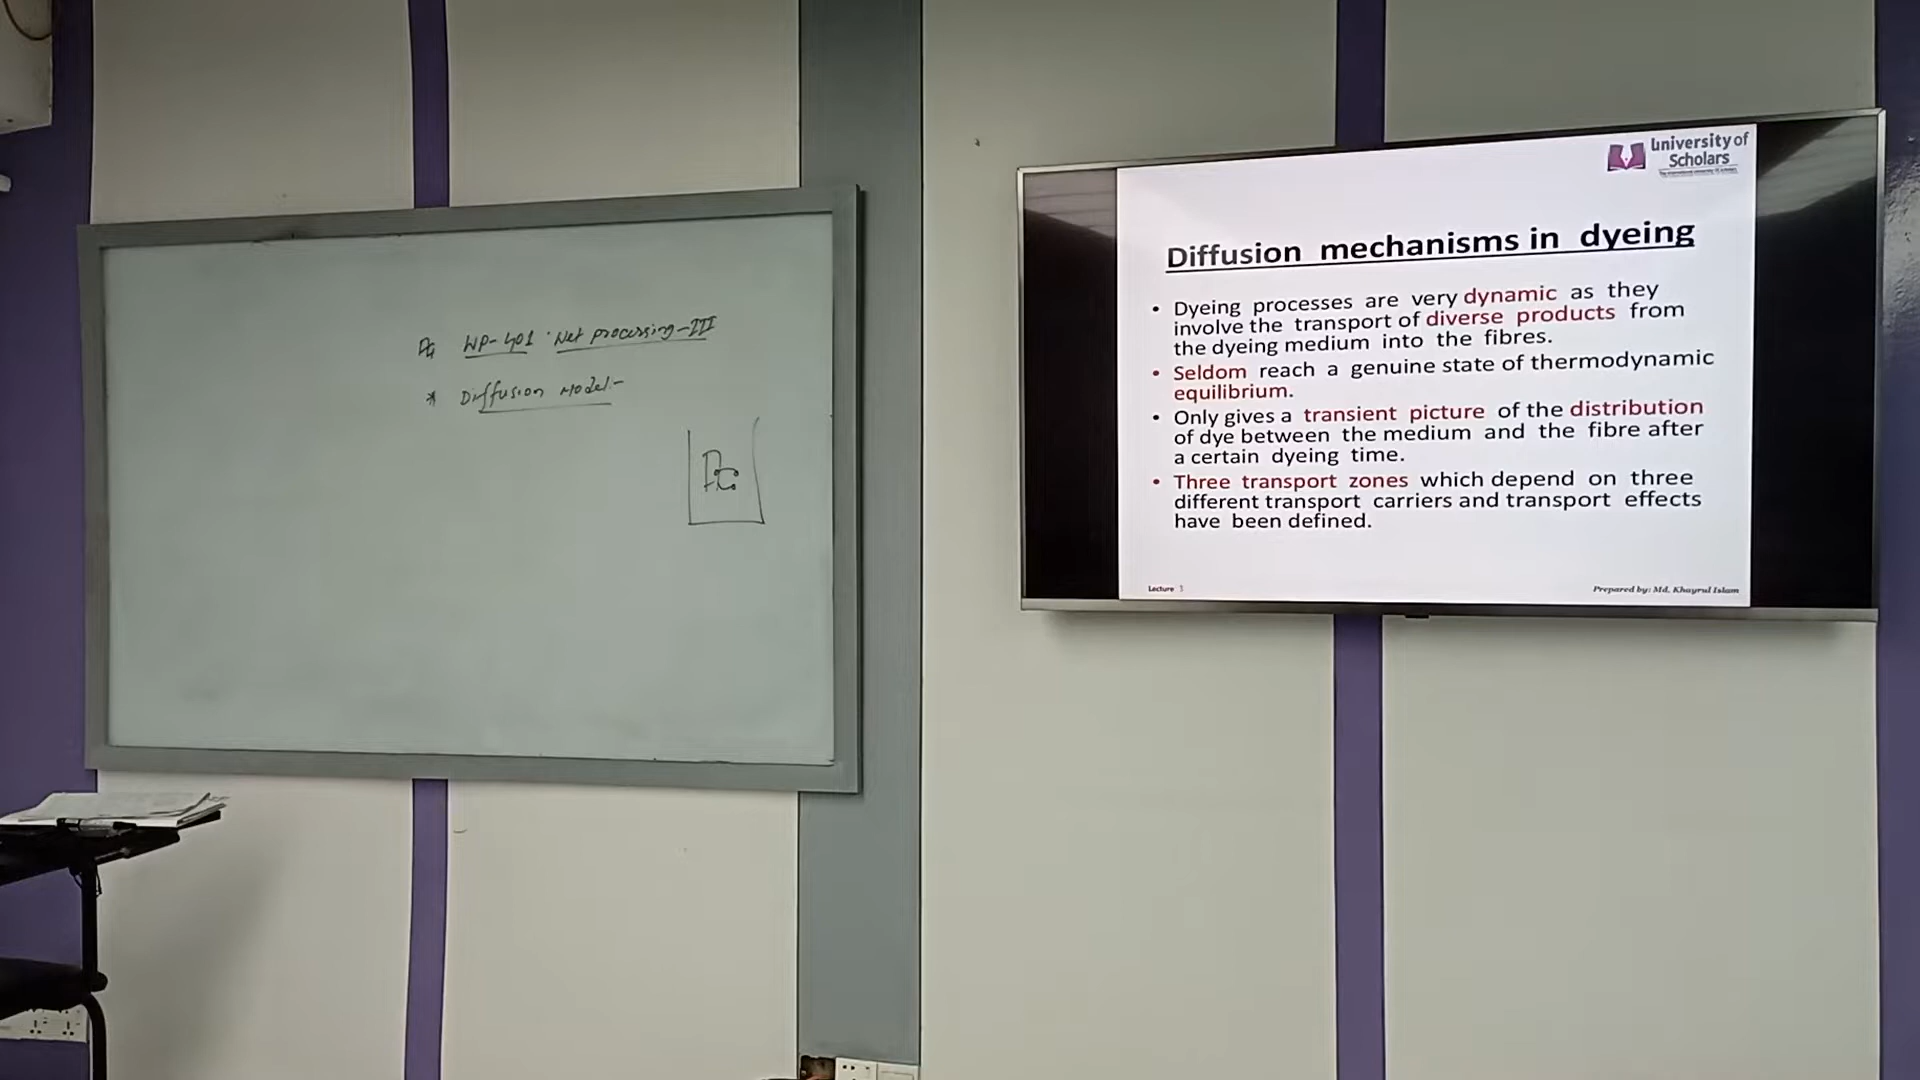 WP-401 · Wet processing-III
* Diffusion Model:-
University of
Scholars
Diffusion mechanisms in dyeing
• Dyeing processes are very dynamic as they
involve the transport of diverse products from
the dyeing medium into the fibres.
• Seldom reach a genuine state of thermodynamic
equilibrium.
• Only gives a transient picture of the distribution
of dye between the medium and the fibre after
a certain dyeing time.
• Three transport zones which depend on three
different transport carriers and transport effects
have been defined.
Lecture 3
Prepared by: Md. Khayrul Islam